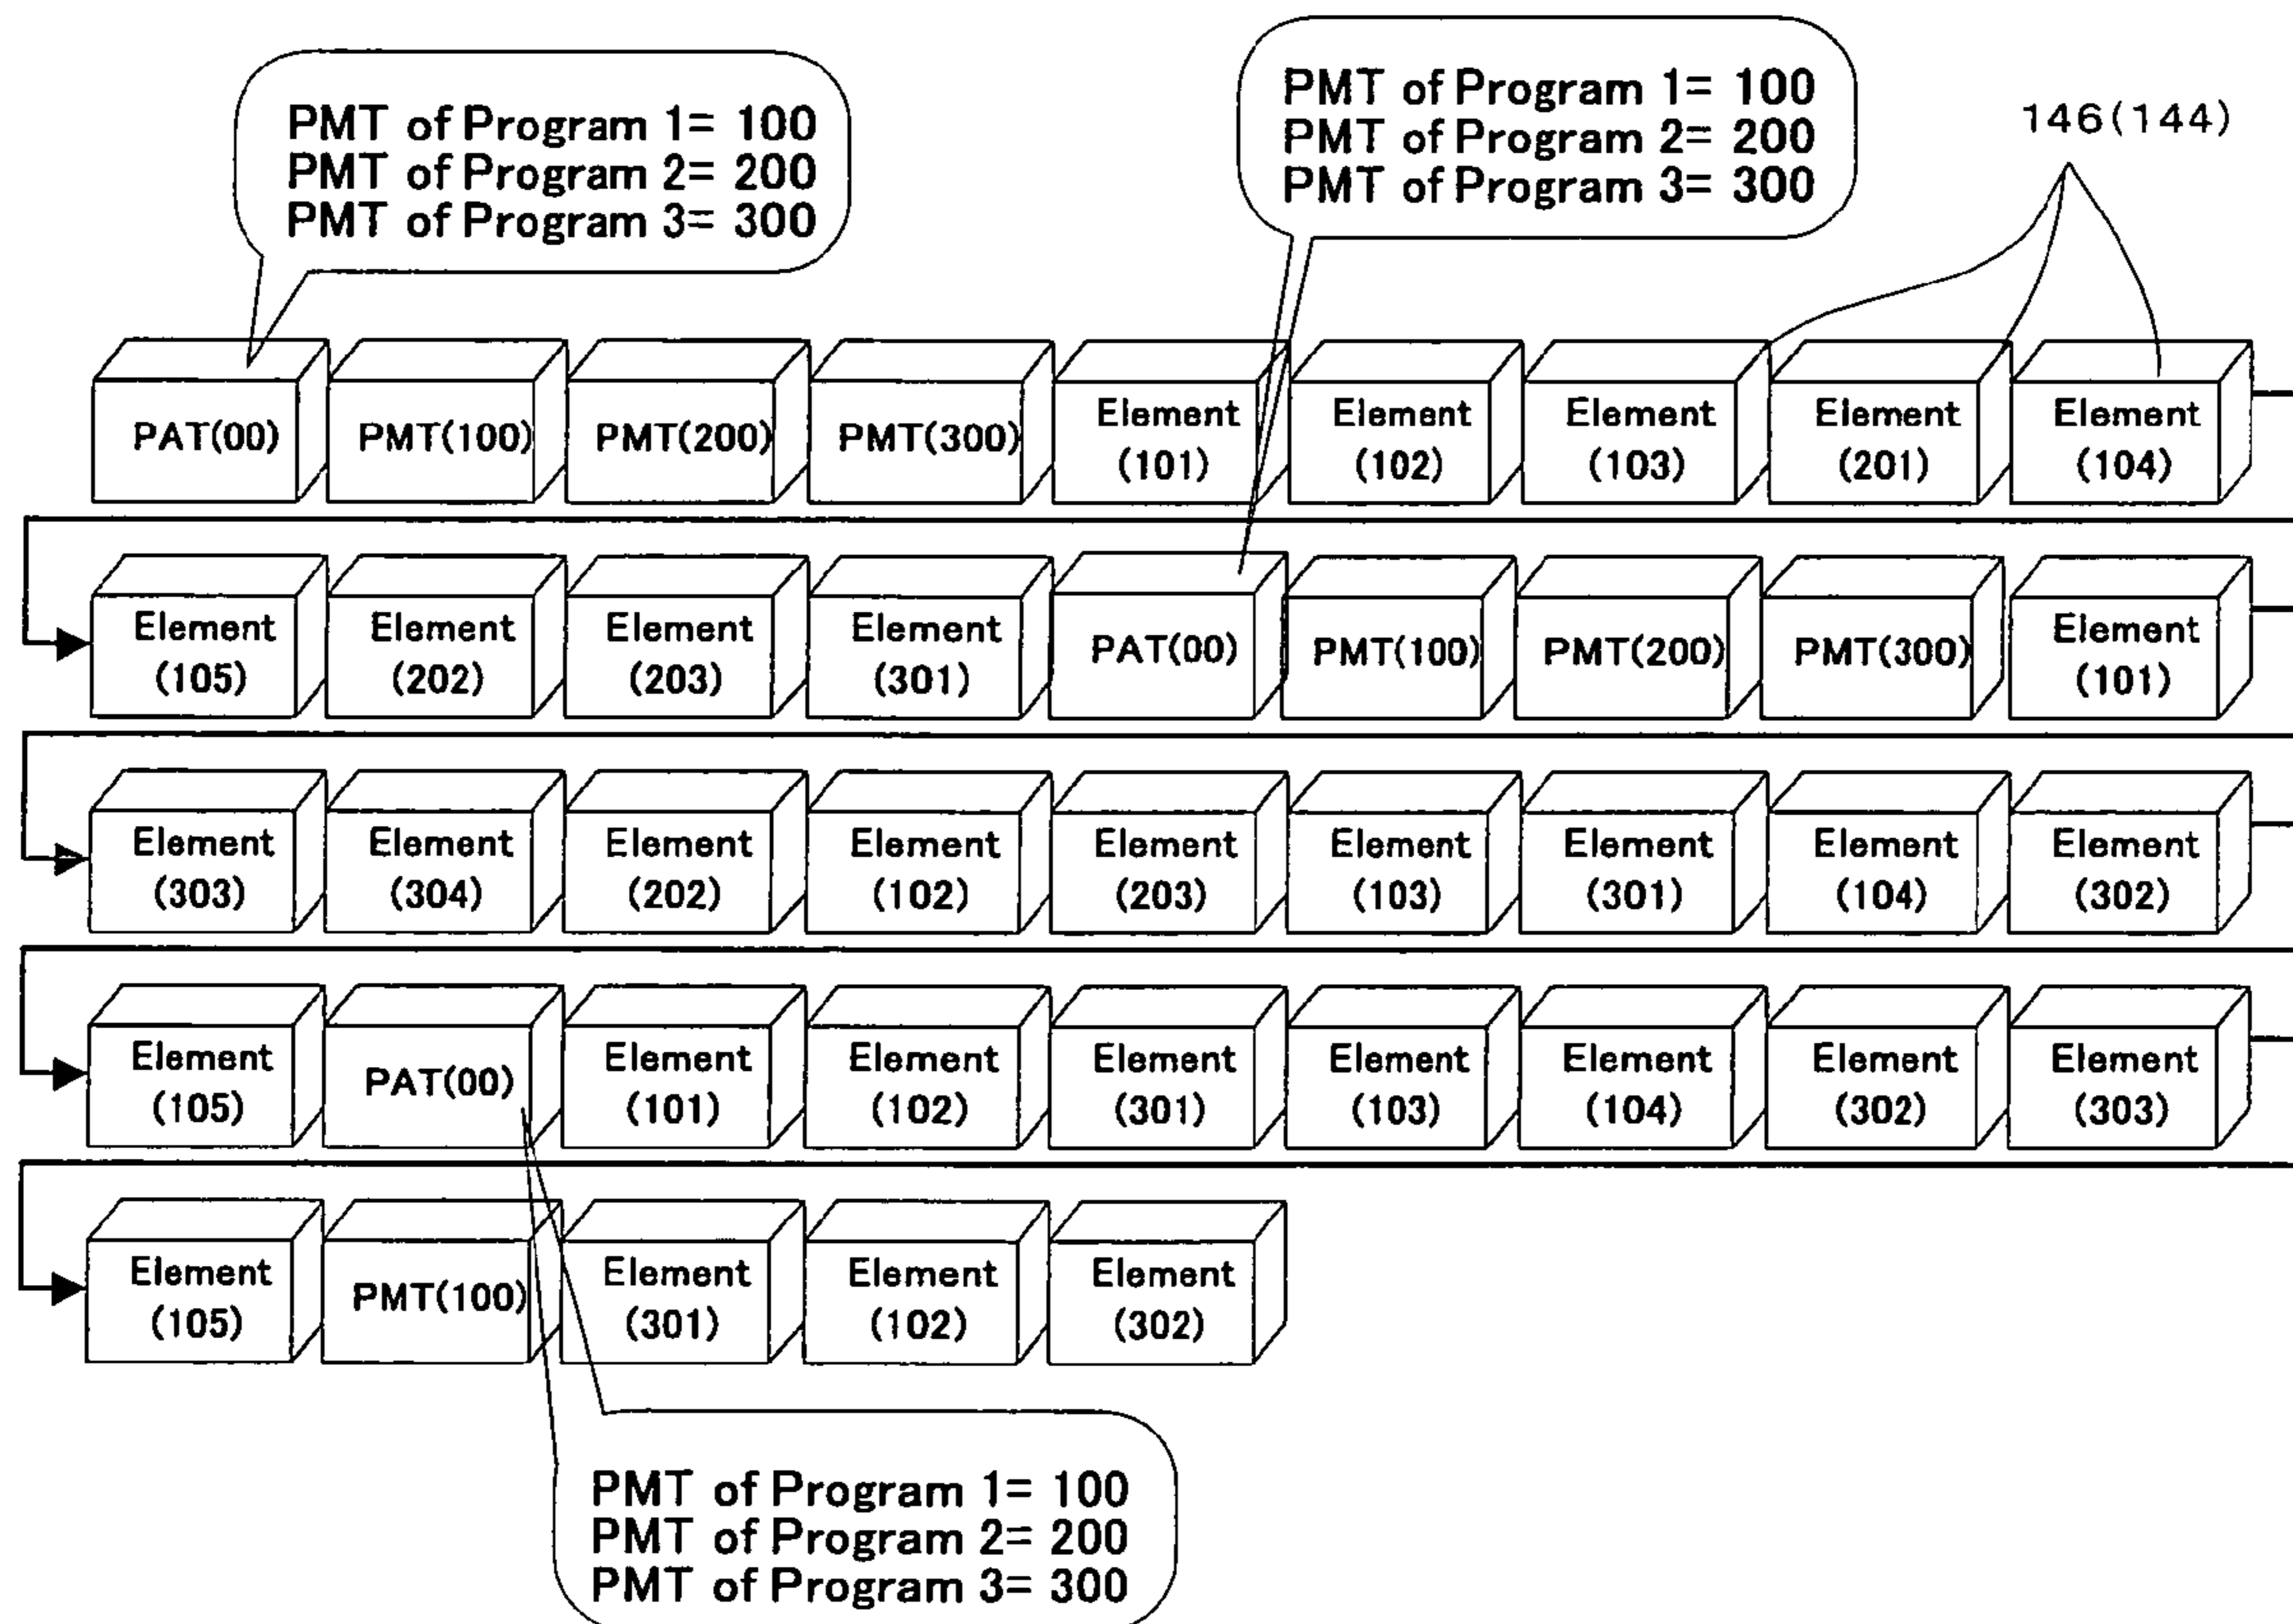 PMT of Program 1= 100
PMT of Program 2= 200
PMT of Program 3= 300
PMT of Program 1= 100
PMT of Program 2= 200
PMT of Program 3= 300
146(144)
PAT(00)
PMT(100)
PMT(200)
PMT(300)
Element
(101)
Element
(102)
Element
(103)
Element
(201)
Element
(104)
Element
(105)
Element
(202)
Element
(203)
Element
(301)
PAT(00)
PMT(100)
PMT(200)
PMT(300)
Element
(101)
Element
(303)
Element
(304)
Element
(202)
Element
(102)
Element
(203)
Element
(103)
Element
(301)
Element
(104)
Element
(302)
Element
(105)
PAT(00)
Element
(101)
Element
(102)
Element
(301)
Element
(103)
Element
(104)
Element
(302)
Element
(303)
Element
(105)
PMT(100)
Element
(301)
Element
(102)
Element
(302)
PMT of Program 1= 100
PMT of Program 2= 200
PMT of Program 3= 300